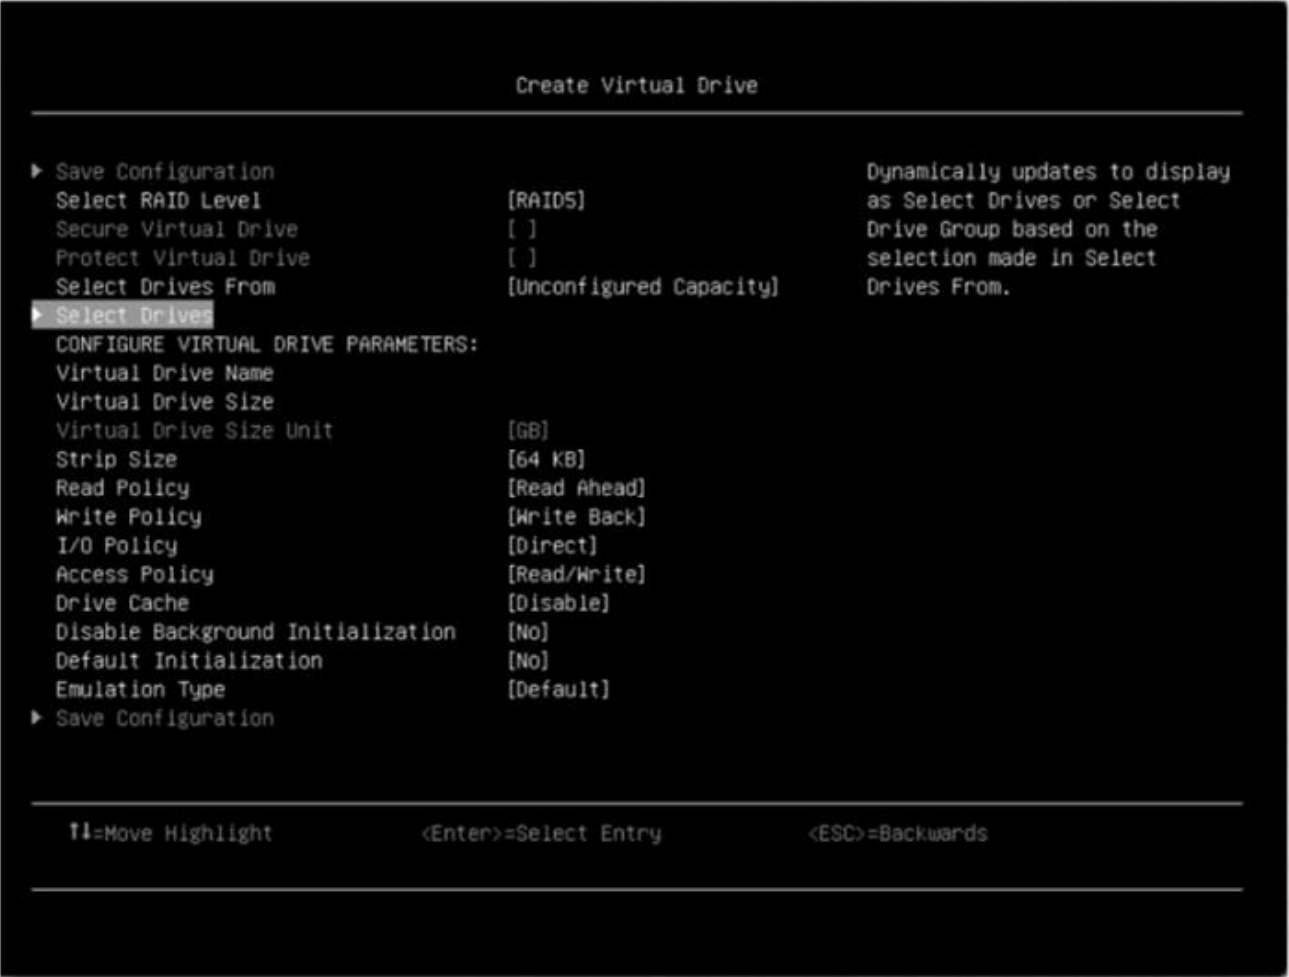 Create Virtual Drive
Save Configuration
Select RAID Level [RAID5]
Secure Virtual Drive [ ]
Protect Virtual Drive [ ]
Select Drives From [Unconfigured Capacity]
Select Drives
CONFIGURE VIRTUAL DRIVE PARAMETERS:
Virtual Drive Name
Virtual Drive Size
Virtual Drive Size Unit [GB]
Strip Size [64 KB]
Read Policy [Read Ahead]
Write Policy [Write Back]
I/O Policy [Direct]
Access Policy [Read/Write]
Drive Cache [Disable]
Disable Background Initialization [No]
Default Initialization [No]
Emulation Type [Default]
Save Configuration
Dynamically updates to display
as Select Drives or Select
Drive Group based on the
selection made in Select
Drives From.
↑↓=Move Highlight <Enter>=Select Entry <ESC>=Backwards